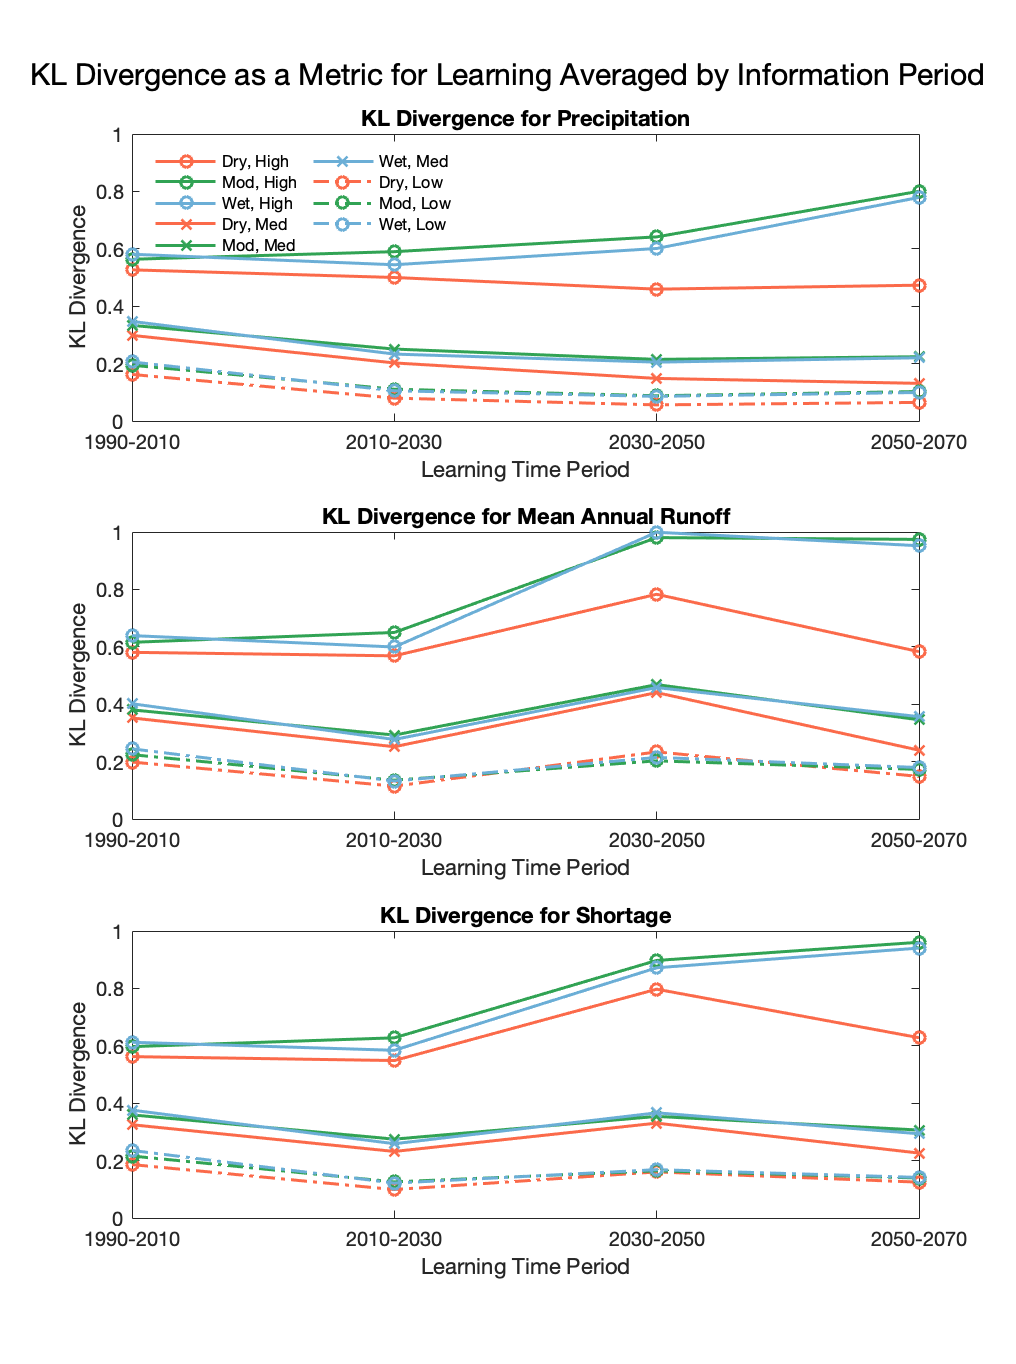 KL Divergence as a Metric for Learning Averaged by Information Period
KL Divergence for Precipitation
1
0.8
0.6
0.4
0.2
0
KL Divergence
Dry, High
Mod, High
Wet, High
Dry, Med
Mod, Med
Wet, Med
Dry, Low
Mod, Low
Wet, Low
1990-2010 2010-2030 2030-2050 2050-2070
Learning Time Period
KL Divergence for Mean Annual Runoff
1
0.8
0.6
0.4
0.2
0
KL Divergence
1990-2010 2010-2030 2030-2050 2050-2070
Learning Time Period
KL Divergence for Shortage
1
0.8
0.6
0.4
0.2
0
KL Divergence
1990-2010 2010-2030 2030-2050 2050-2070
Learning Time Period